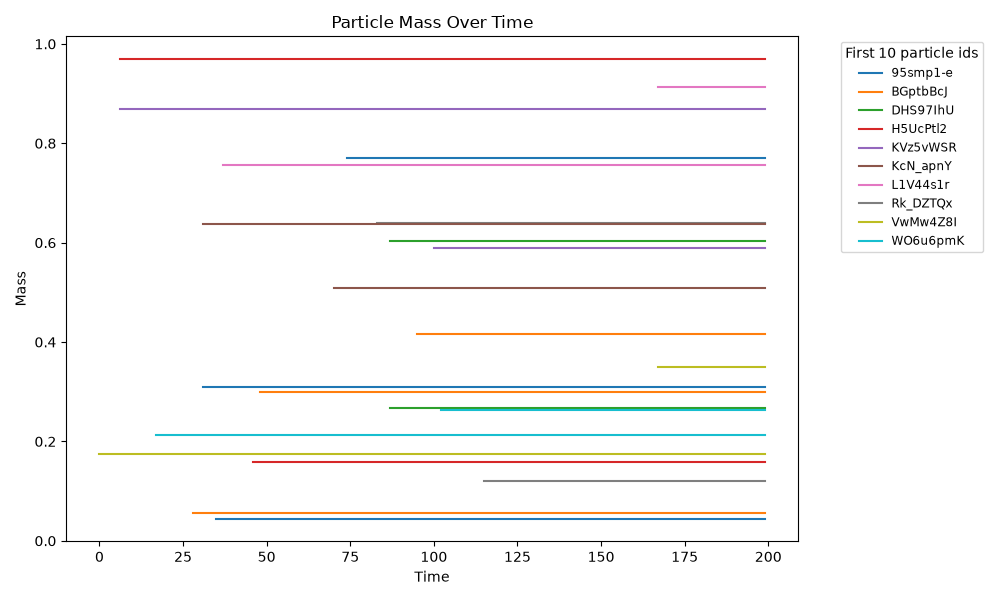 Particle Mass Over Time
1.0
0.8
0.6
0.4
0.2
0.0
Mass
0
25
50
75
100
125
150
175
200
Time
First 10 particle ids
95smp1-e
BGptbBcJ
DHS97IhU
H5UcPtl2
KVz5vWSR
KcN_apnY
L1V44s1r
Rk_DZTQx
VwMw4Z8I
WO6u6pmK